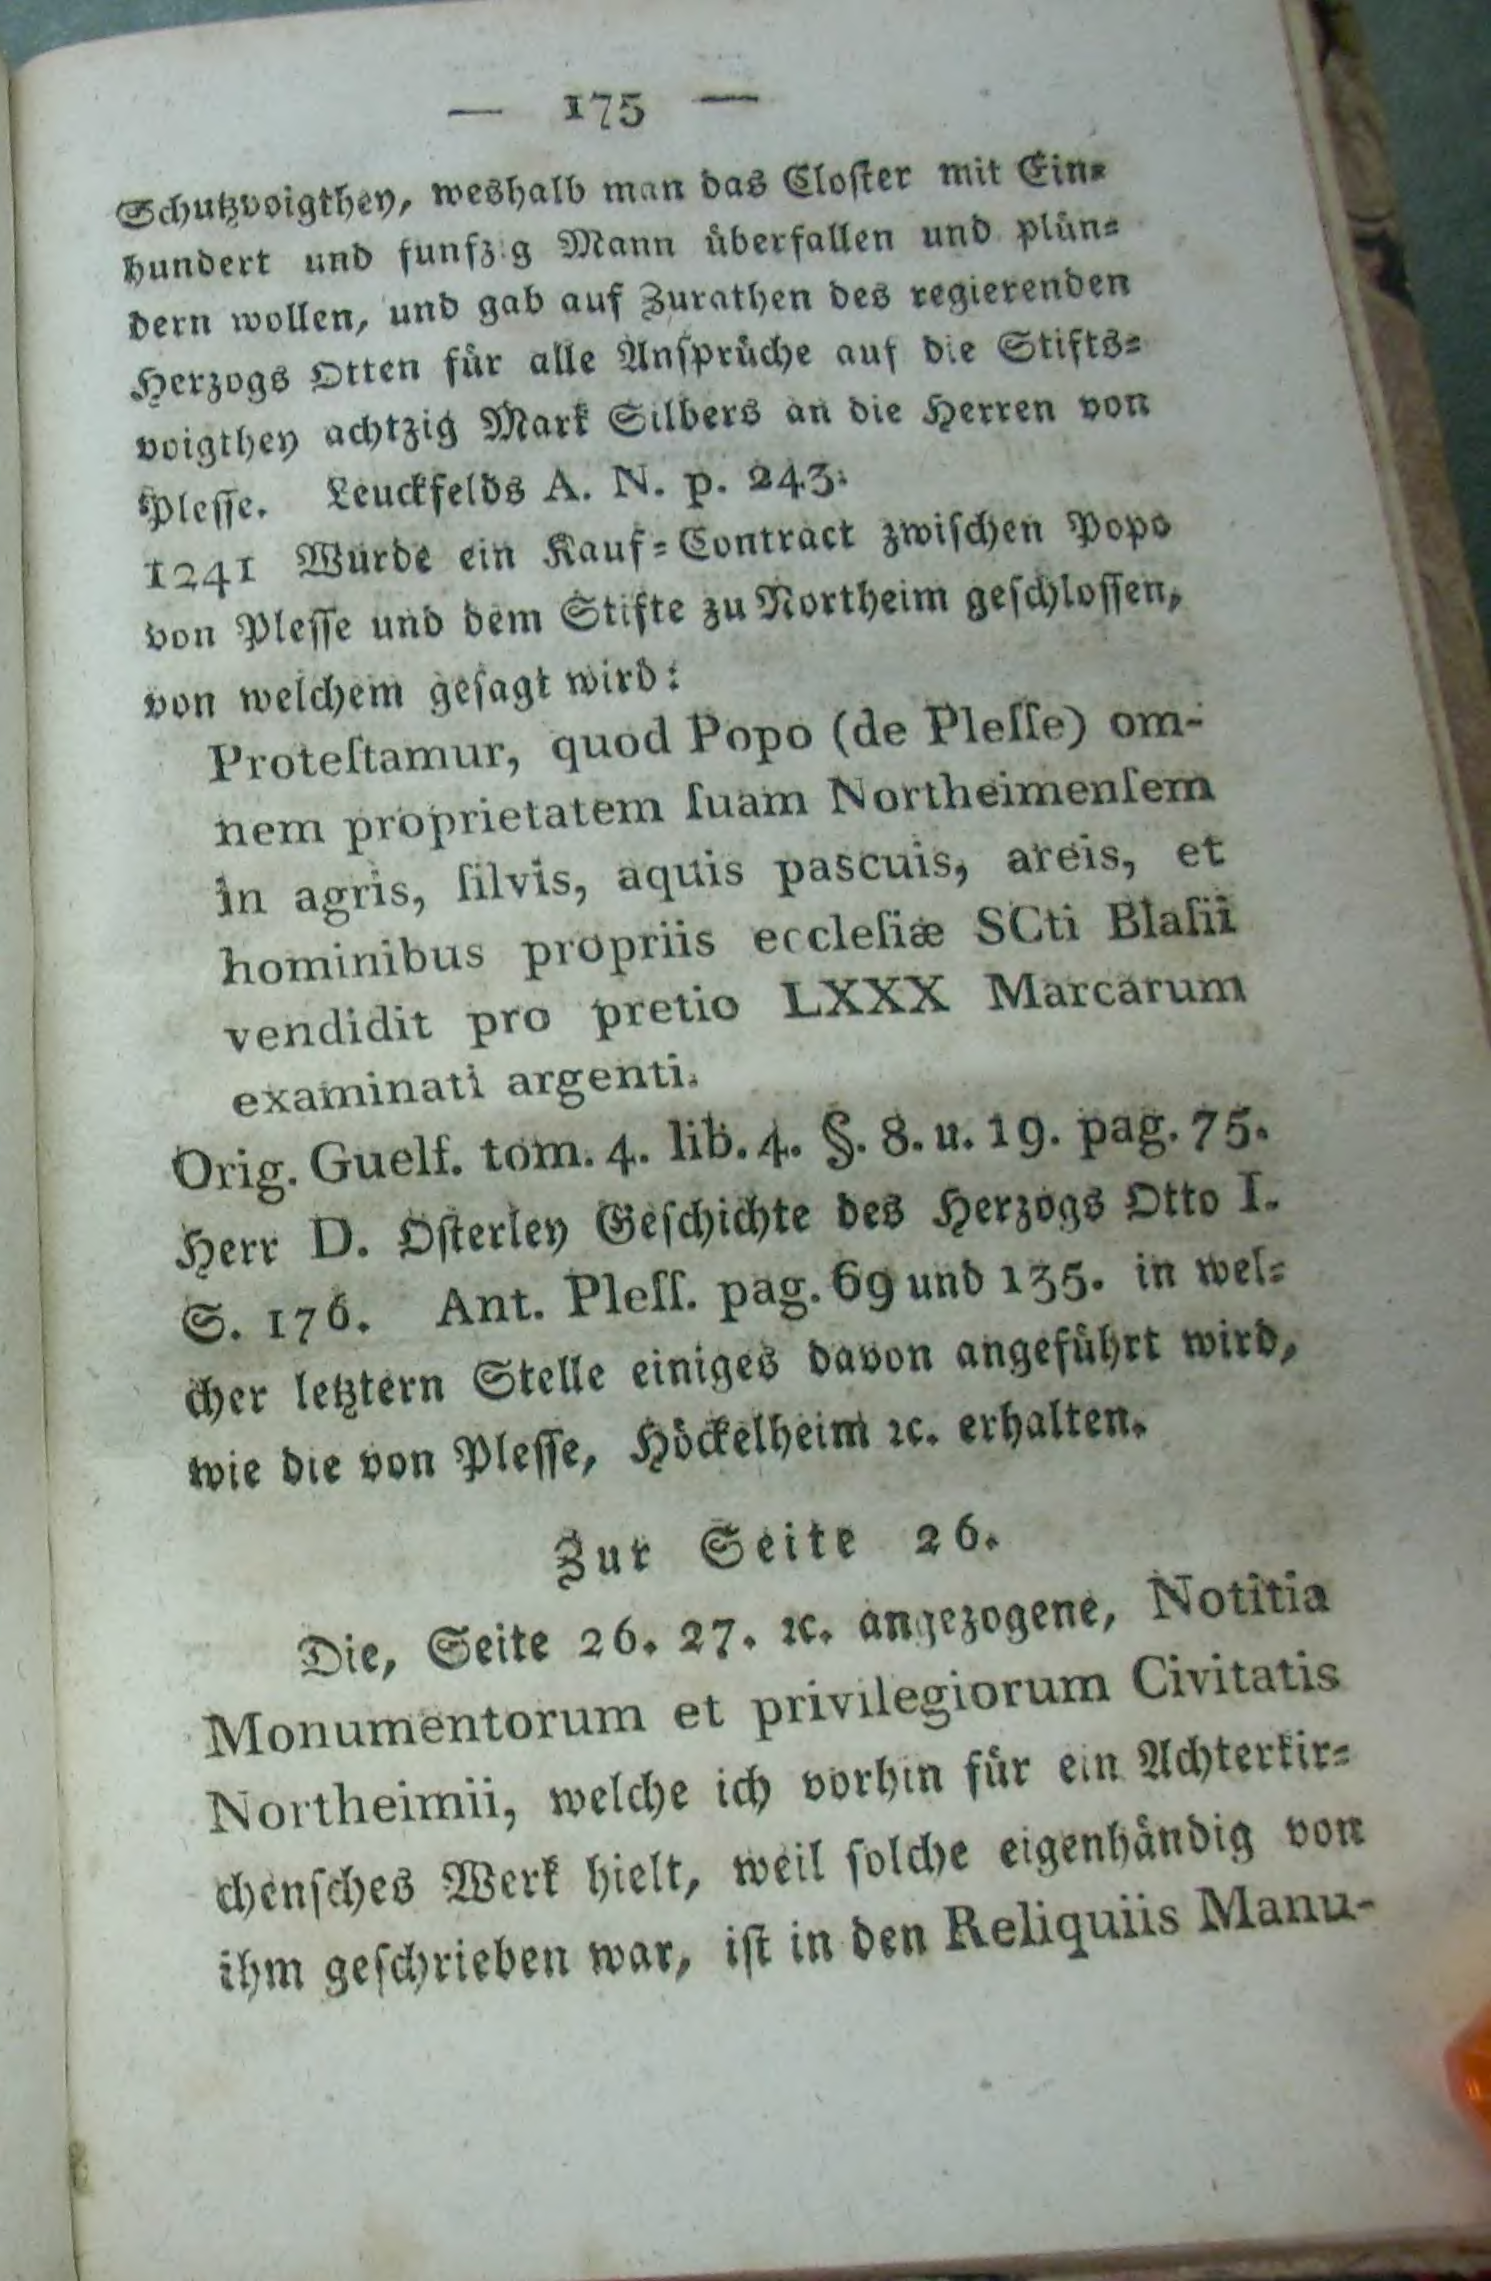 — 175 —
Schutzvoigthey, weshalb man das Cloſter mit Ein⸗
hundert und funfzig Mann überfallen und plün⸗
dern wollen, und gab auf Zurathen des regierenden
Herzogs Otten für alle Anſprüche auf die Stifts⸗
voigthey achtzig Mark Silbers an die Herren von
Pleſſe. Leuckfelds A. N. p. 243.
1241 Wurde ein Kauf⸗Contract zwiſchen Popo
von Pleſſe und dem Stifte zu Northeim geſchloſſen,
von welchem geſagt wird:
Proteſtamur, quod Popo (de Pleſſe) om-
nem proprietatem ſuam Northeimenſem
in agris, ſilvis, aquis pascuis, areis, et
hominibus propriis eccleſiæ SCti Blaſii
vendidit pro pretio LXXX Marcarum
examinati argenti.
Orig. Guelf. tom. 4. lib. 4. §. 8. u. 19. pag. 75.
Herr D. Oſterley Geſchichte des Herzogs Otto I.
S. 176. Ant. Pleſſ. pag. 69 und 135. in wel⸗
cher letztern Stelle einiges davon angeführt wird,
wie die von Pleſſe, Höckelheim ꝛc. erhalten.
Zur Seite 26.
Die, Seite 26. 27. ꝛc. angezogene, Notitia
Monumentorum et privilegiorum Civitatis
Northeimii, welche ich vorhin für ein Achterkir⸗
chenſches Werk hielt, weil ſolche eigenhändig von
ihm geſchrieben war, iſt in den Reliquiis Manu-